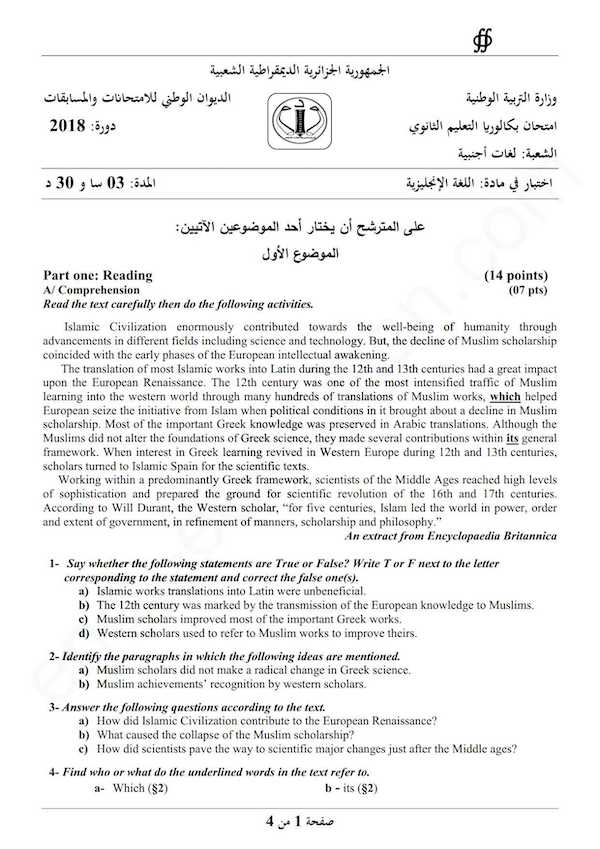 الجمهورية الجزائرية الديمقراطية الشعبية
وزارة التربية الوطنية
الديوان الوطني للامتحانات والمسابقات
امتحان بكالوريا التعليم الثانوي
دورة: 2018
الشعبة: لغات أجنبية
اختبار في مادة: اللغة الإنجليزية
المدة: 03 سا و 30 د
على المترشح أن يختار أحد الموضوعين الآتيين:
الموضوع الأول
Part one: Reading (14 points)
A/ Comprehension (07 pts)
Read the text carefully then do the following activities.
Islamic Civilization enormously contributed towards the well-being of humanity through
advancements in different fields including science and technology. But, the decline of Muslim scholarship
coincided with the early phases of the European intellectual awakening.
The translation of most Islamic works into Latin during the 12th and 13th centuries had a great impact
upon the European Renaissance. The 12th century was one of the most intensified traffic of Muslim
learning into the western world through many hundreds of translations of Muslim works, which helped
European seize the initiative from Islam when political conditions in it brought about a decline in Muslim
scholarship. Most of the important Greek knowledge was preserved in Arabic translations. Although the
Muslims did not alter the foundations of Greek science, they made several contributions within its general
framework. When interest in Greek learning revived in Western Europe during 12th and 13th centuries,
scholars turned to Islamic Spain for the scientific texts.
Working within a predominantly Greek framework, scientists of the Middle Ages reached high levels
of sophistication and prepared the ground for scientific revolution of the 16th and 17th centuries.
According to Will Durant, the Western scholar, “for five centuries, Islam led the world in power, order
and extent of government, in refinement of manners, scholarship and philosophy.”
An extract from Encyclopaedia Britannica
1- Say whether the following statements are True or False? Write T or F next to the letter
corresponding to the statement and correct the false one(s).
a) Islamic works translations into Latin were unbeneficial.
b) The 12th century was marked by the transmission of the European knowledge to Muslims.
c) Muslim scholars improved most of the important Greek works.
d) Western scholars used to refer to Muslim works to improve theirs.
2- Identify the paragraphs in which the following ideas are mentioned.
a) Muslim scholars did not make a radical change in Greek science.
b) Muslim achievements’ recognition by western scholars.
3- Answer the following questions according to the text.
a) How did Islamic Civilization contribute to the European Renaissance?
b) What caused the collapse of the Muslim scholarship?
c) How did scientists pave the way to scientific major changes just after the Middle ages?
4- Find who or what do the underlined words in the text refer to.
a- Which (§2) b - its (§2)
صفحة 1 من 4